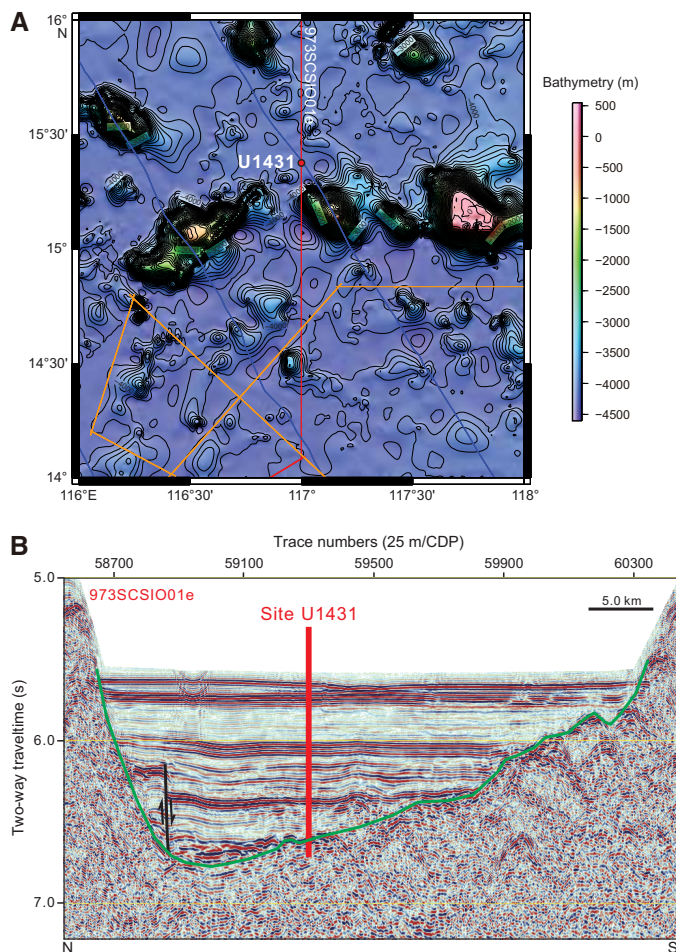 A
16°
N
15°30'
15°
14°30'
14°
116°E
116°30'
117°
117°30'
118°
973SCSIO01e
U1431
Bathymetry (m)
500
0
−500
−1000
−1500
−2000
−2500
−3000
−3500
−4000
−4500
B
Trace numbers (25 m/CDP)
58700
59100
59500
59900
60300
973SCSIO01e
Site U1431
5.0 km
Two-way traveltime (s)
5.0
6.0
7.0
N
S